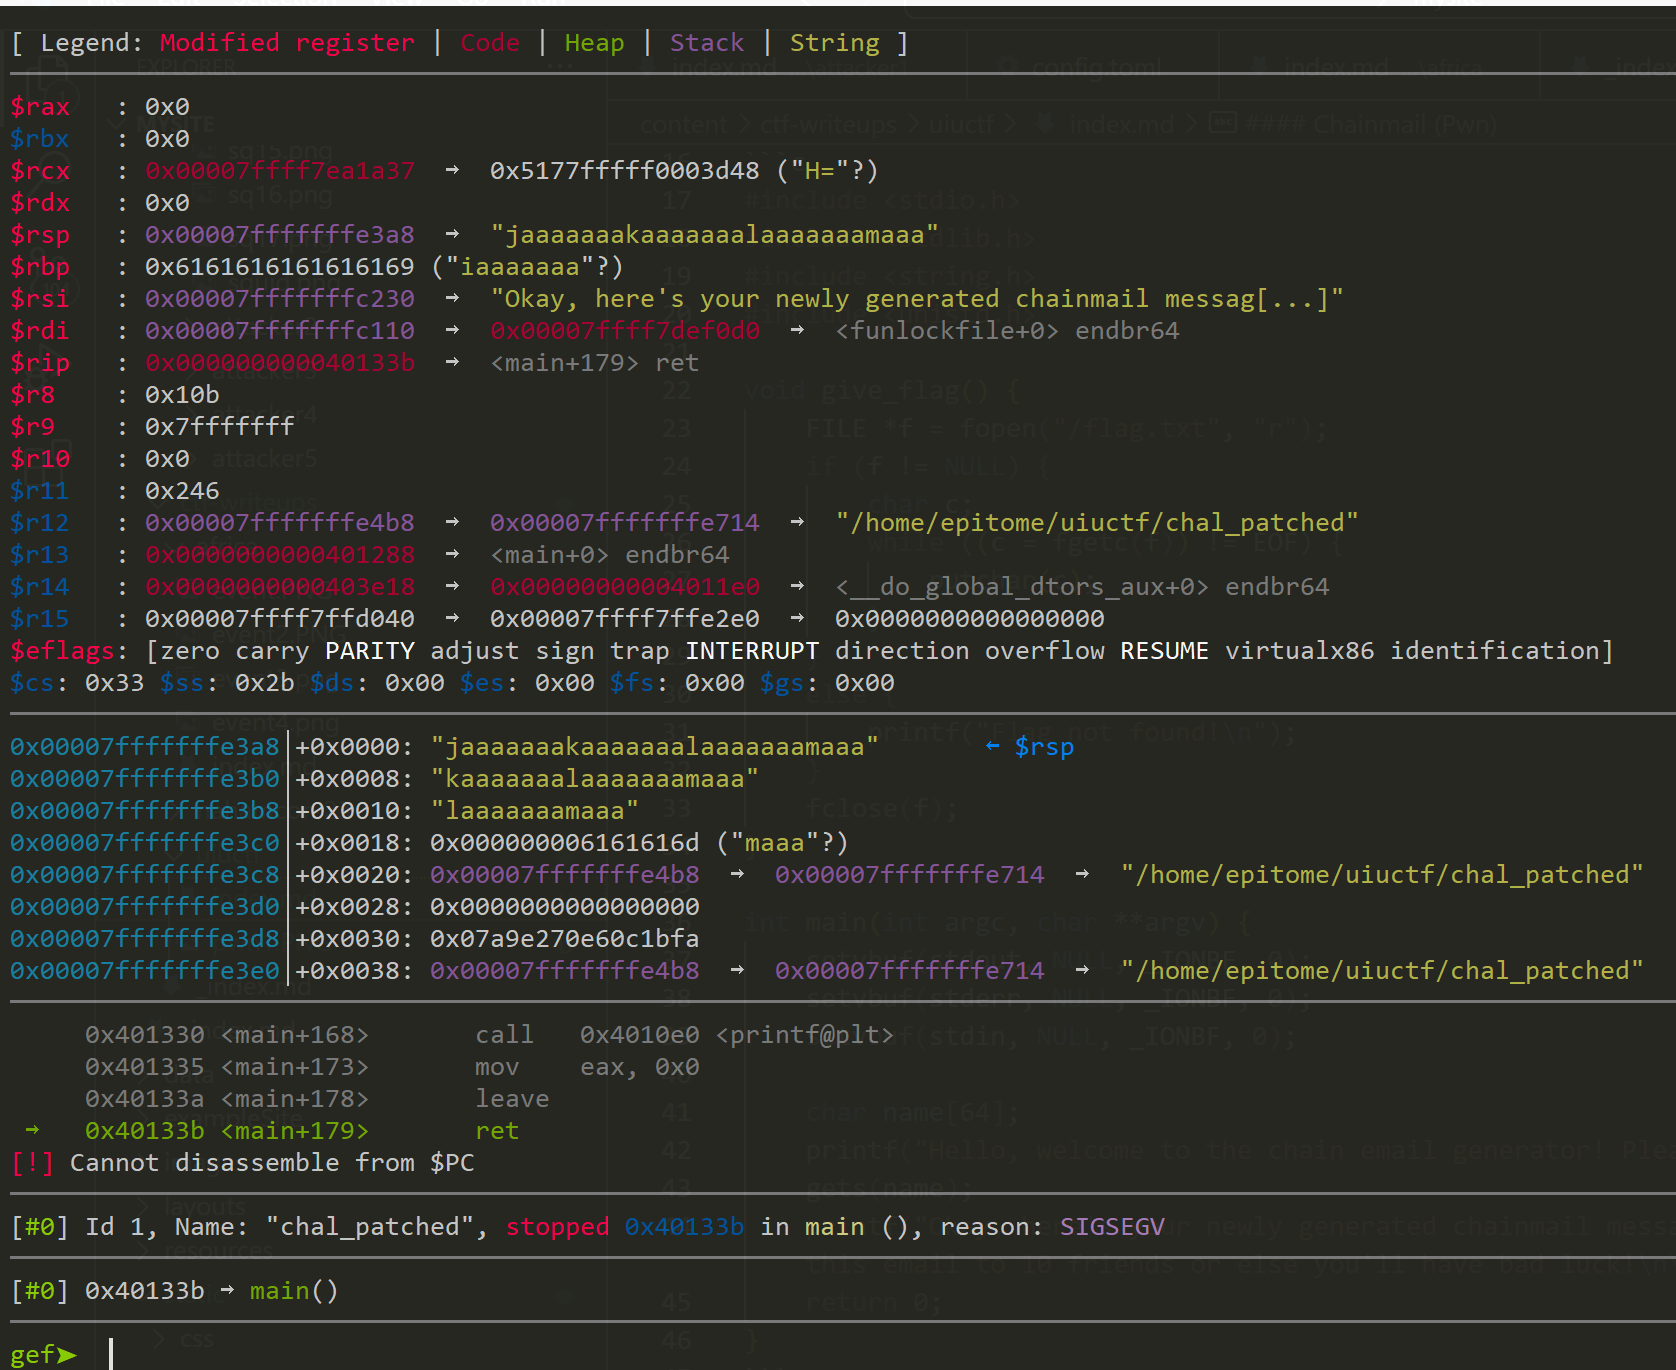 [ Legend: Modified register | Code | Heap | Stack | String ]
$rax   : 0x0
$rbx   : 0x0
$rcx   : 0x00007ffff7ea1a37  →  0x5177fffff0003d48 ("H="?)
$rdx   : 0x0
$rsp   : 0x00007fffffffe3a8  →  "jaaaaaaakaaaaaaalaaaaaaamaaa"
$rbp   : 0x6161616161616169 ("iaaaaaaa"?)
$rsi   : 0x00007fffffffc230  →  "Okay, here's your newly generated chainmail messag[...]"
$rdi   : 0x00007fffffffc110  →  0x00007ffff7def0d0  →  <funlockfile+0> endbr64
$rip   : 0x000000000040133b  →  <main+179> ret
$r8    : 0x10b
$r9    : 0x7fffffff
$r10   : 0x0
$r11   : 0x246
$r12   : 0x00007fffffffe4b8  →  0x00007fffffffe714  →  "/home/epitome/uiuctf/chal_patched"
$r13   : 0x0000000000401288  →  <main+0> endbr64
$r14   : 0x0000000000403e18  →  0x00000000004011e0  →  <__do_global_dtors_aux+0> endbr64
$r15   : 0x00007ffff7ffd040  →  0x00007ffff7ffe2e0  →  0x0000000000000000
$eflags: [zero carry PARITY adjust sign trap INTERRUPT direction overflow RESUME virtualx86 identification]
$cs: 0x33 $ss: 0x2b $ds: 0x00 $es: 0x00 $fs: 0x00 $gs: 0x00
0x00007fffffffe3a8│+0x0000: "jaaaaaaakaaaaaaalaaaaaaamaaa"       ← $rsp
0x00007fffffffe3b0│+0x0008: "kaaaaaaalaaaaaaamaaa"
0x00007fffffffe3b8│+0x0010: "laaaaaaamaaa"
0x00007fffffffe3c0│+0x0018: 0x000000006161616d ("maaa"?)
0x00007fffffffe3c8│+0x0020: 0x00007fffffffe4b8  →  0x00007fffffffe714  →  "/home/epitome/uiuctf/chal_patched"
0x00007fffffffe3d0│+0x0028: 0x0000000000000000
0x00007fffffffe3d8│+0x0030: 0x07a9e270e60c1bfa
0x00007fffffffe3e0│+0x0038: 0x00007fffffffe4b8  →  0x00007fffffffe714  →  "/home/epitome/uiuctf/chal_patched"
0x401330 <main+168>       call   0x4010e0 <printf@plt>
0x401335 <main+173>       mov    eax, 0x0
0x40133a <main+178>       leave
→   0x40133b <main+179>       ret
[!] Cannot disassemble from $PC
[#0] Id 1, Name: "chal_patched", stopped 0x40133b in main (), reason: SIGSEGV
[#0] 0x40133b → main()
gef➤